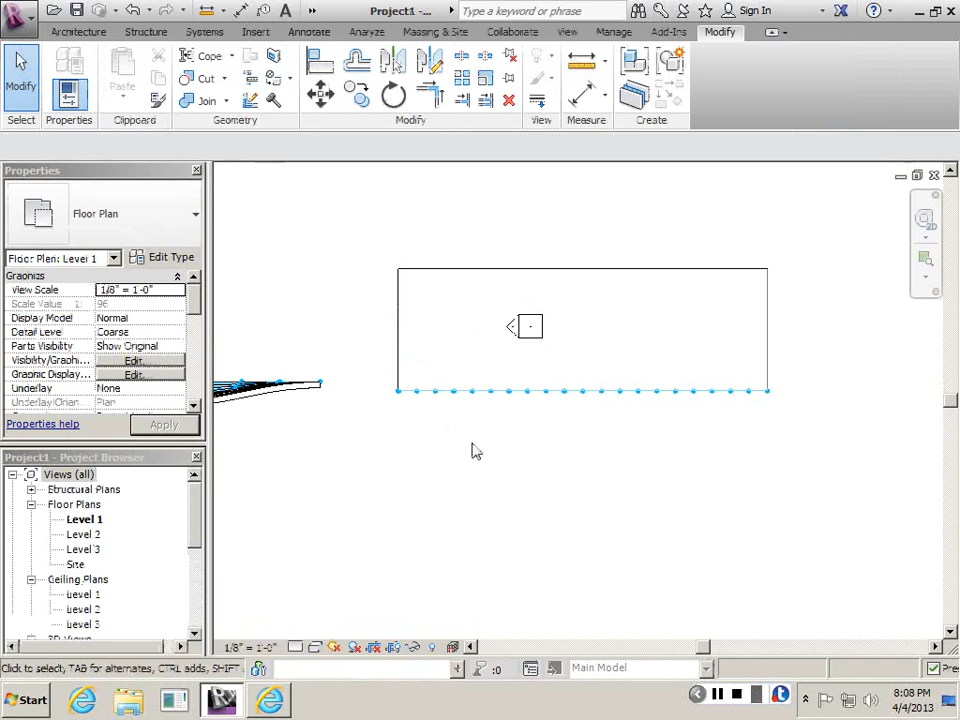 Project1 -...
Type a keyword or phrase
Sign In
Architecture Structure Systems Insert Annotate Analyze Massing & Site Collaborate View Manage Add-Ins Modify
Modify Paste Cope Cut Join
Select Properties Clipboard Geometry Modify View Measure Create
Properties
Floor Plan
Floor Plan: Level 1 Edit Type
Graphics
View Scale 1/8" = 1'-0"
Scale Value 1: 96
Display Model Normal
Detail Level Coarse
Parts Visibility Show Original
Visibility/Graphi... Edit...
Graphic Display... Edit...
Underlay None
Underlay Orien... Plan
Properties help Apply
Project1 - Project Browser
Views (all)
Structural Plans
Floor Plans
Level 1
Level 2
Level 3
Site
Ceiling Plans
Level 1
Level 2
Level 3
3D Views
2D
1/8" = 1'-0"
Click to select, TAB for alternates, CTRL adds, SHIFT
:0
Main Model
Pre
Start
8:08 PM
4/4/2013